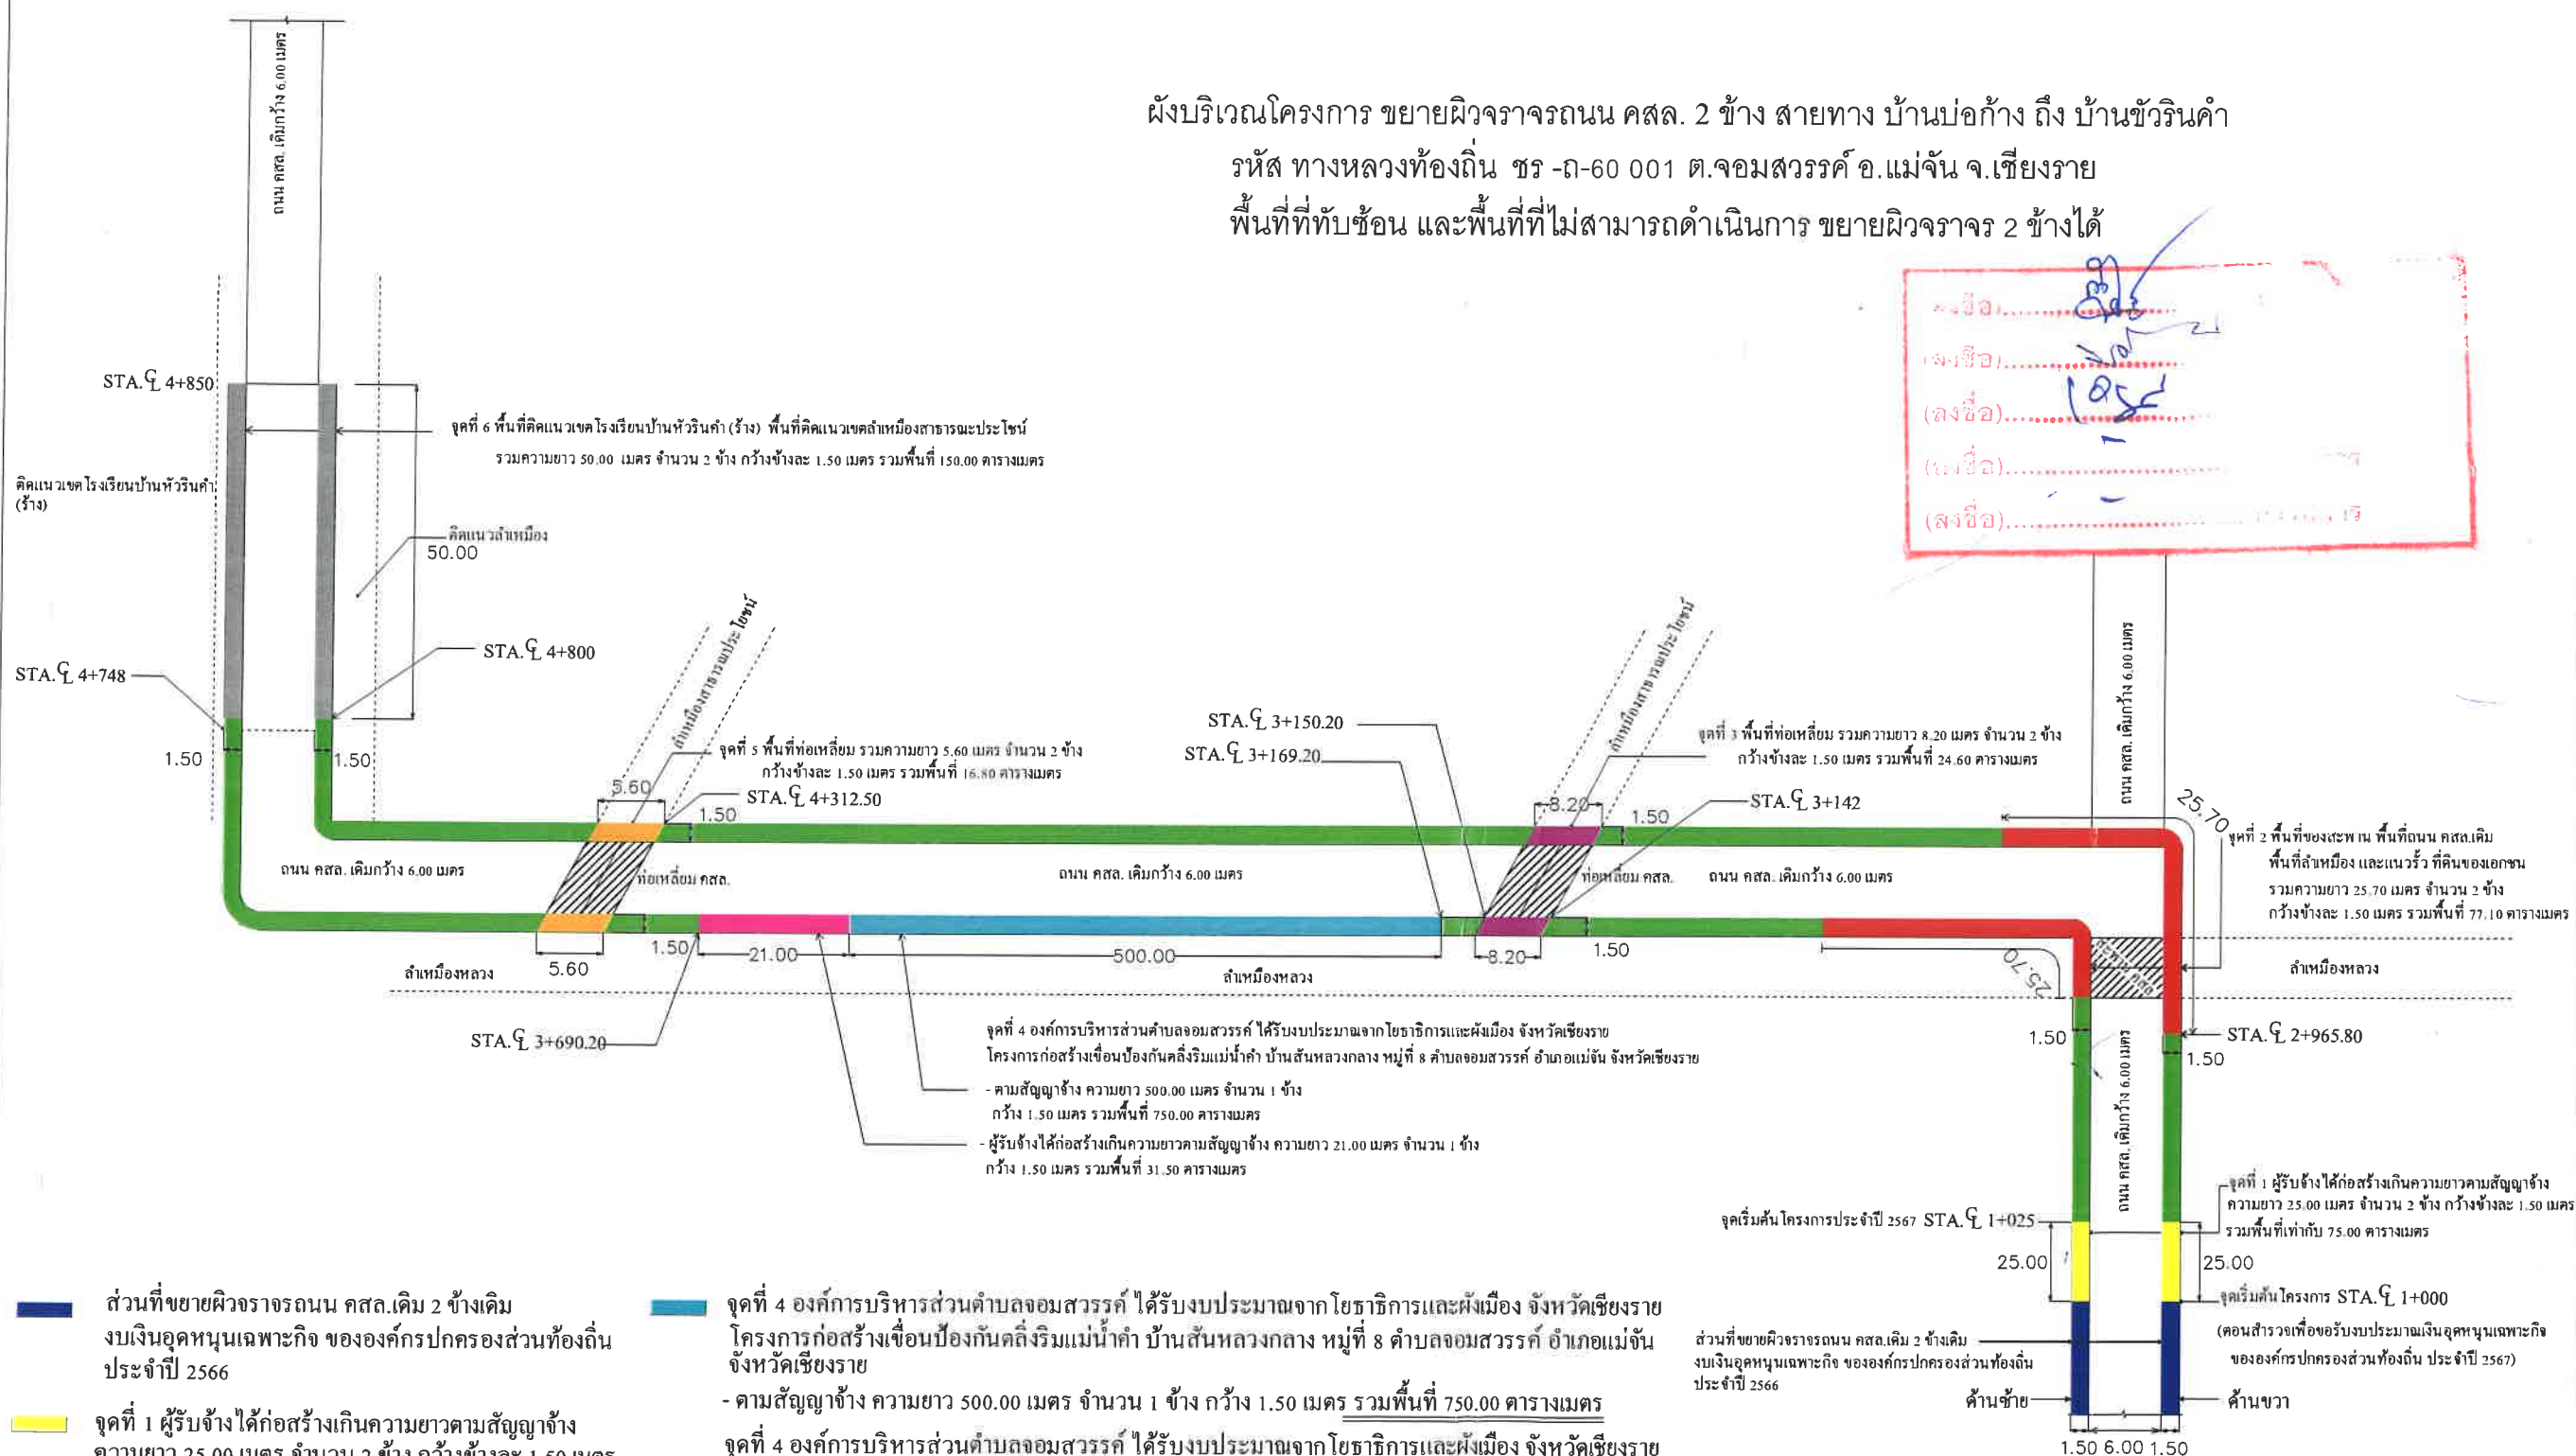 ผังบริเวณโครงการ ขยายผิวจราจรถนน คสล. 2 ข้าง สายทาง บ้านบ่อก้าง ถึง บ้านขัวรินคำ
รหัส ทางหลวงท้องถิ่น ชร -ถ-60 001 ต.จอมสวรรค์ อ.แม่จัน จ.เชียงราย
พื้นที่ที่ทับซ้อน และพื้นที่ที่ไม่สามารถดำเนินการ ขยายผิวจราจร 2 ข้างได้
(ลงชื่อ)
(ลงชื่อ)
(ลงชื่อ)
(ลงชื่อ)
(ลงชื่อ)
ถนน คสล. เดิมกว้าง 6.00 เมตร
STA.℄ 4+850
จุดที่ 6 พื้นที่ติดแนวเขตโรงเรียนบ้านหัวรินคำ (ร้าง) พื้นที่ติดแนวเขตลำเหมืองสาธารณะประโชน์
รวมความยาว 50.00 เมตร จำนวน 2 ข้าง กว้างข้างละ 1.50 เมตร รวมพื้นที่ 150.00 ตารางเมตร
ติดแนวเขตโรงเรียนบ้านหัวรินคำ
(ร้าง)
ติดแนวลำเหมือง
50.00
STA.℄ 4+800
STA.℄ 4+748
1.50
1.50
ลำเหมืองสาธารณประโยชน์
จุดที่ 5 พื้นที่ท่อเหลี่ยม รวมความยาว 5.60 เมตร จำนวน 2 ข้าง
กว้างข้างละ 1.50 เมตร รวมพื้นที่ 16.80 ตารางเมตร
5.60
STA.℄ 4+312.50
1.50
STA.℄ 3+150.20
STA.℄ 3+169.20
ลำเหมืองสาธารณประโยชน์
จุดที่ 3 พื้นที่ท่อเหลี่ยม รวมความยาว 8.20 เมตร จำนวน 2 ข้าง
กว้างข้างละ 1.50 เมตร รวมพื้นที่ 24.60 ตารางเมตร
8.20
STA.℄ 3+142
1.50
ถนน คสล. เดิมกว้าง 6.00 เมตร
25.70
จุดที่ 2 พื้นที่ของสะพาน พื้นที่ถนน คสล.เดิม
พื้นที่ลำเหมือง และแนวรั้ว ที่ดินของเอกชน
รวมความยาว 25.70 เมตร จำนวน 2 ข้าง
กว้างข้างละ 1.50 เมตร รวมพื้นที่ 77.10 ตารางเมตร
ถนน คสล. เดิมกว้าง 6.00 เมตร
ท่อเหลี่ยม คสล.
ถนน คสล. เดิมกว้าง 6.00 เมตร
ท่อเหลี่ยม คสล.
ถนน คสล. เดิมกว้าง 6.00 เมตร
ลำเหมืองหลวง
5.60
1.50
21.00
500.00
ลำเหมืองหลวง
8.20
1.50
25.70
สะพาน คสล.
ลำเหมืองหลวง
STA.℄ 3+690.20
จุดที่ 4 องค์การบริหารส่วนตำบลจอมสวรรค์ ได้รับงบประมาณจากโยธาธิการและผังเมือง จังหวัดเชียงราย
โครงการก่อสร้างเขื่อนป้องกันตลิ่งริมแม่น้ำคำ บ้านสันหลวงกลาง หมู่ที่ 8 ตำบลจอมสวรรค์ อำเภอแม่จัน จังหวัดเชียงราย
- ตามสัญญาจ้าง ความยาว 500.00 เมตร จำนวน 1 ข้าง
กว้าง 1.50 เมตร รวมพื้นที่ 750.00 ตารางเมตร
- ผู้รับจ้างได้ก่อสร้างเกินความยาวตามสัญญาจ้าง ความยาว 21.00 เมตร จำนวน 1 ข้าง
กว้าง 1.50 เมตร รวมพื้นที่ 31.50 ตารางเมตร
1.50
STA.℄ 2+965.80
1.50
ถนน คสล. เดิมกว้าง 6.00 เมตร
จุดที่ 1 ผู้รับจ้างได้ก่อสร้างเกินความยาวตามสัญญาจ้าง
ความยาว 25.00 เมตร จำนวน 2 ข้าง กว้างข้างละ 1.50 เมตร
รวมพื้นที่เท่ากับ 75.00 ตารางเมตร
จุดเริ่มต้นโครงการประจำปี 2567 STA.℄ 1+025
25.00
25.00
จุดเริ่มต้นโครงการ STA.℄ 1+000
(ตอนสำรวจเพื่อขอรับงบประมาณเงินอุดหนุนเฉพาะกิจ
ขององค์กรปกครองส่วนท้องถิ่น ประจำปี 2567)
ส่วนที่ขยายผิวจราจรถนน คสล.เดิม 2 ข้างเดิม
งบเงินอุดหนุนเฉพาะกิจ ขององค์กรปกครองส่วนท้องถิ่น
ประจำปี 2566
ด้านซ้าย
ด้านขวา
1.50 6.00 1.50
ส่วนที่ขยายผิวจราจรถนน คสล.เดิม 2 ข้างเดิม
งบเงินอุดหนุนเฉพาะกิจ ขององค์กรปกครองส่วนท้องถิ่น
ประจำปี 2566
จุดที่ 1 ผู้รับจ้างได้ก่อสร้างเกินความยาวตามสัญญาจ้าง
ความยาว 25.00 เมตร จำนวน 2 ข้าง กว้างข้างละ 1.50 เมตร
จุดที่ 4 องค์การบริหารส่วนตำบลจอมสวรรค์ ได้รับงบประมาณจากโยธาธิการและผังเมือง จังหวัดเชียงราย
โครงการก่อสร้างเขื่อนป้องกันตลิ่งริมแม่น้ำคำ บ้านสันหลวงกลาง หมู่ที่ 8 ตำบลจอมสวรรค์ อำเภอแม่จัน
จังหวัดเชียงราย
- ตามสัญญาจ้าง ความยาว 500.00 เมตร จำนวน 1 ข้าง กว้าง 1.50 เมตร รวมพื้นที่ 750.00 ตารางเมตร
จุดที่ 4 องค์การบริหารส่วนตำบลจอมสวรรค์ ได้รับงบประมาณจากโยธาธิการและผังเมือง จังหวัดเชียงราย